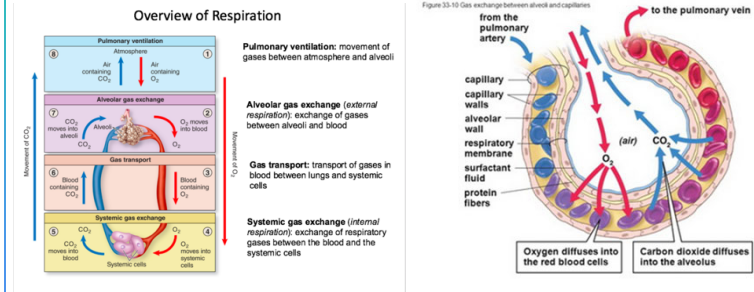 Overview of Respiration
Pulmonary ventilation
8
Atmosphere
1
Air
containing
CO2
Air
containing
O2
Alveolar gas exchange
7
2
CO2
moves into
alveoli
Alveoli
O2 moves
into blood
CO2
O2
Gas transport
6
3
Blood
containing
CO2
Blood
containing
O2
Systemic gas exchange
5
4
CO2
O2
CO2
moves into
blood
O2
moves into
systemic
cells
Systemic cells
Movement of CO2
Movement of O2
Pulmonary ventilation: movement of
gases between atmosphere and alveoli
Alveolar gas exchange (external
respiration): exchange of gases
between alveoli and blood
Gas transport: transport of gases in
blood between lungs and systemic
cells
Systemic gas exchange (internal
respiration): exchange of respiratory
gases between the blood and the
systemic cells
Figure 33-10 Gas exchange between alveoli and capillaries
from the
pulmonary
artery
to the pulmonary vein
capillary
capillary
walls
alveolar
wall
respiratory
membrane
surfactant
fluid
protein
fibers
(air)
CO2
O2
Oxygen diffuses into
the red blood cells
Carbon dioxide diffuses
into the alveolus